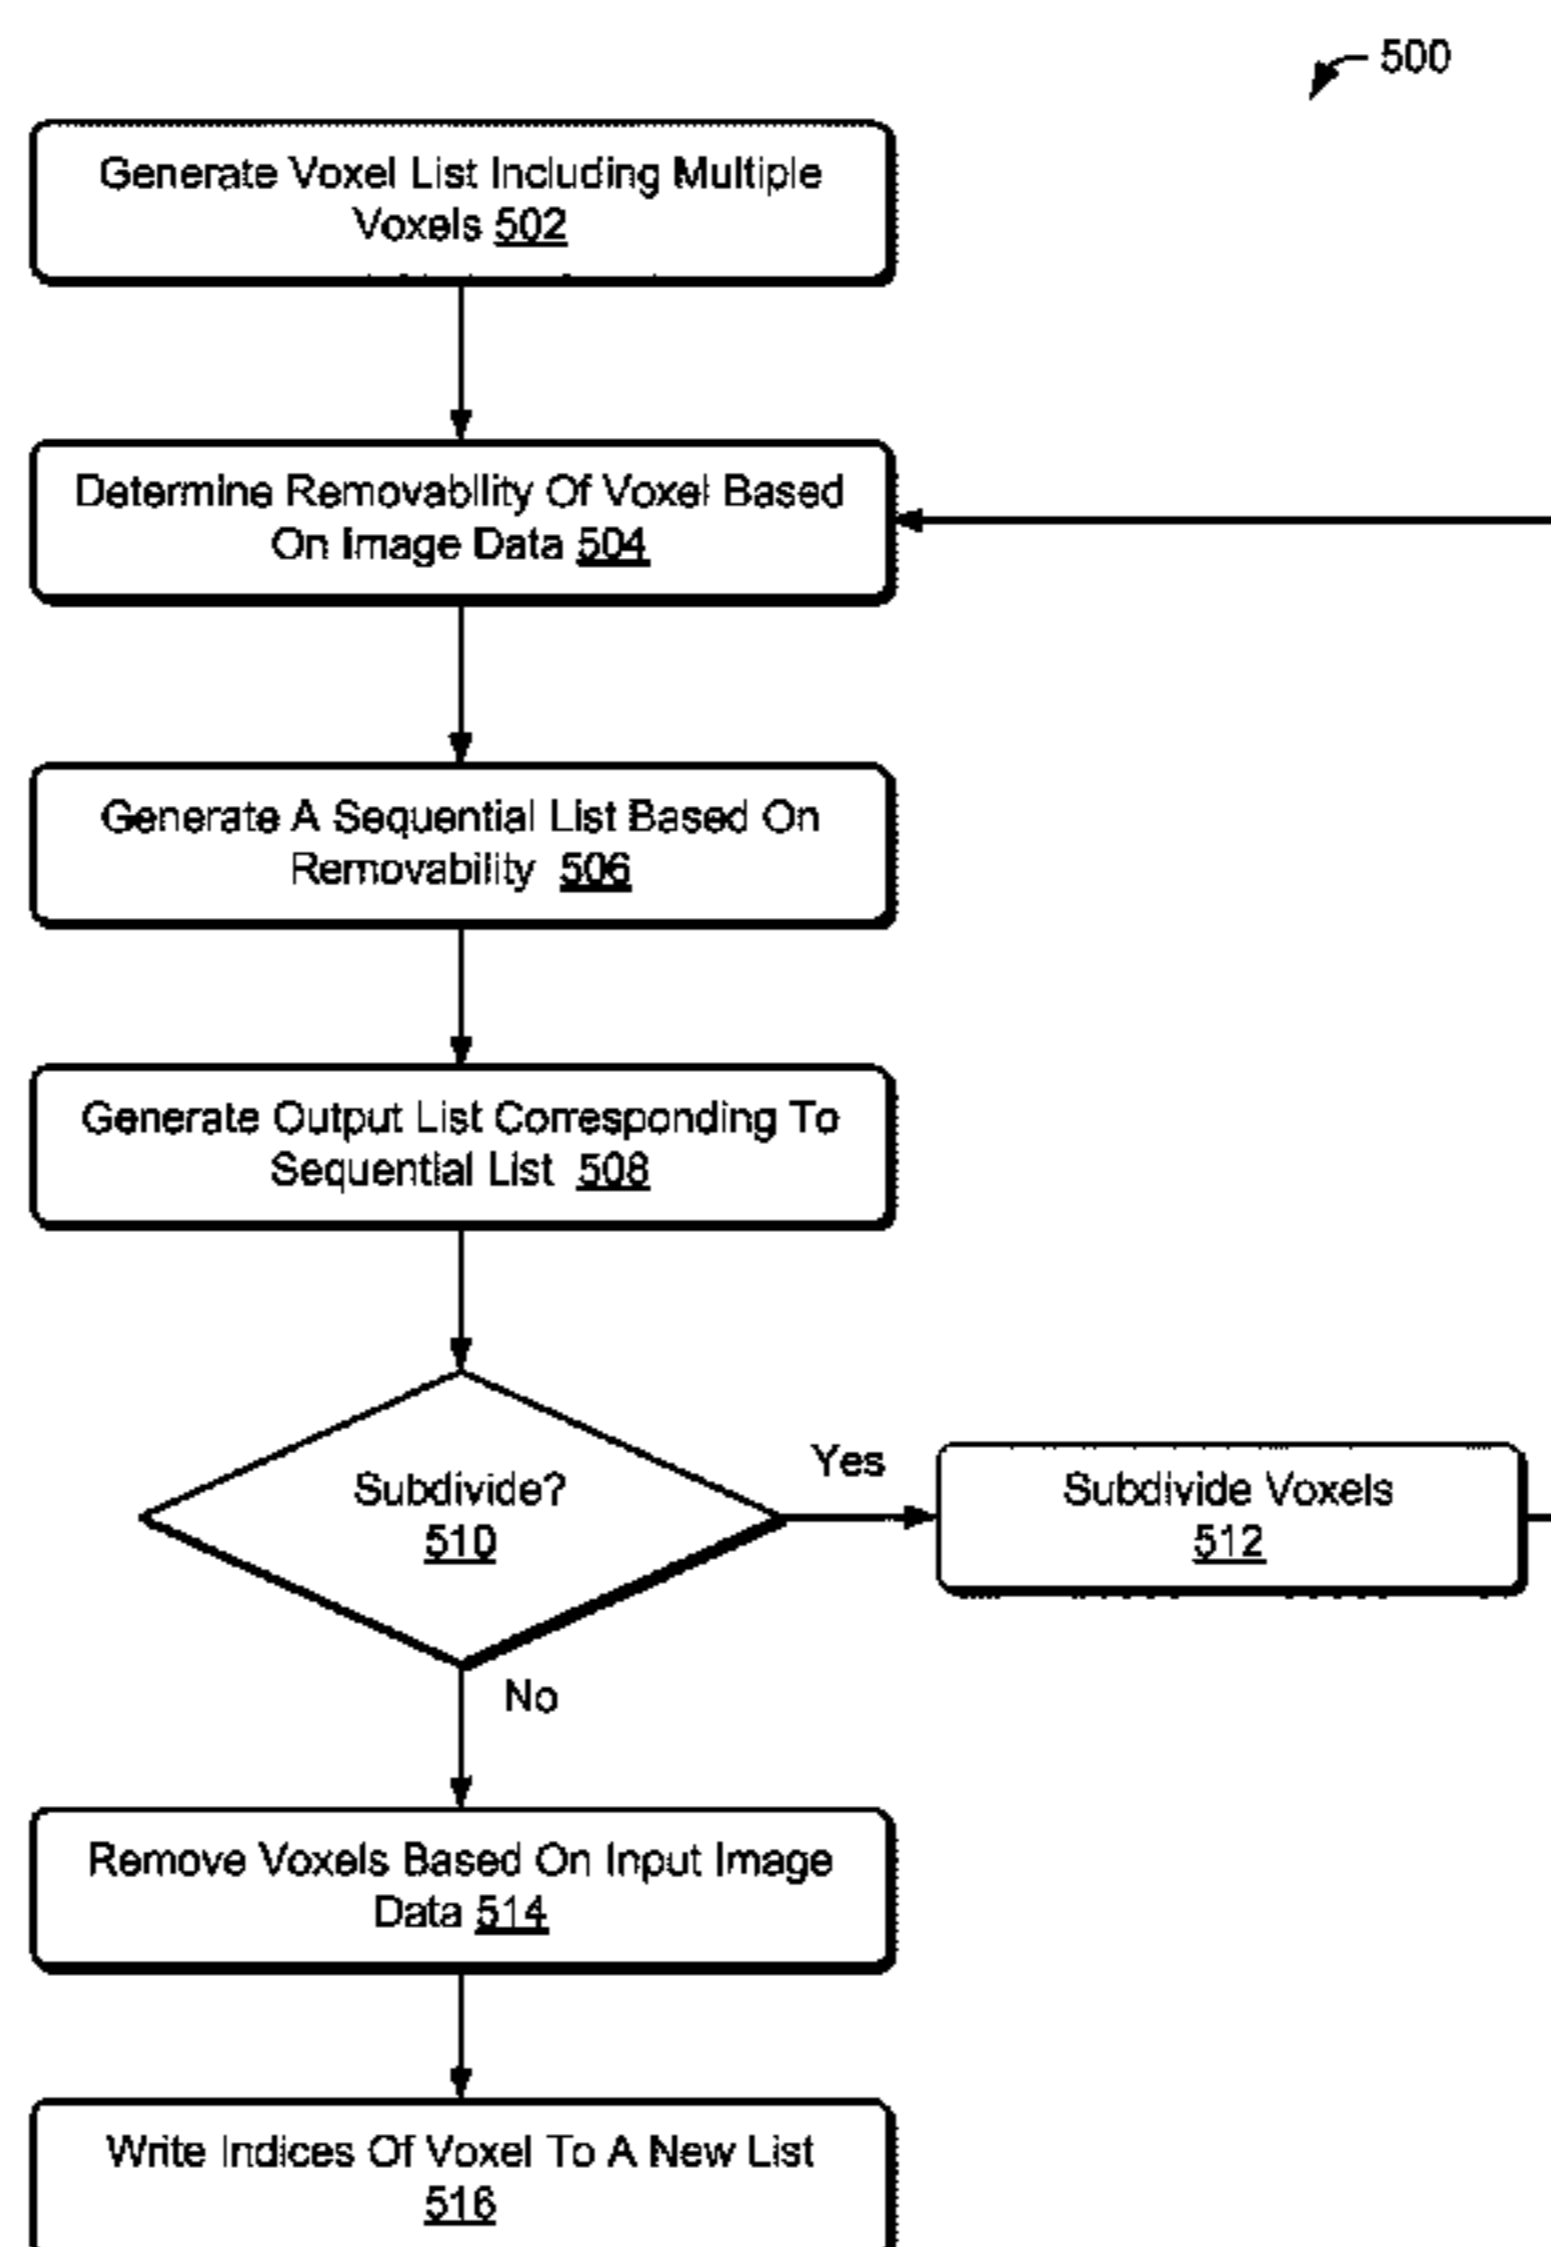 500
Generate Voxel List Including Multiple
Voxels 502
Determine Removability Of Voxel Based
On Image Data 504
Generate A Sequential List Based On
Removability 506
Generate Output List Corresponding To
Sequential List 508
Subdivide?
510
Yes
Subdivide Voxels
512
No
Remove Voxels Based On Input Image
Data 514
Write Indices Of Voxel To A New List
516